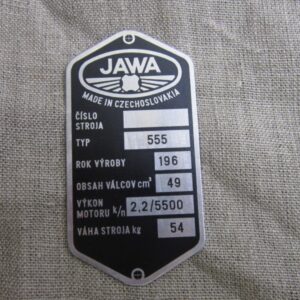 JAWA
MADE IN CZECHOSLOVAKIA
ČÍSLO
STROJA
TYP 555
ROK VÝROBY 196
OBSAH VÁLCOV cm³ 49
VÝKON
MOTORU k/n 2,2/5500
VÁHA STROJA kg 54